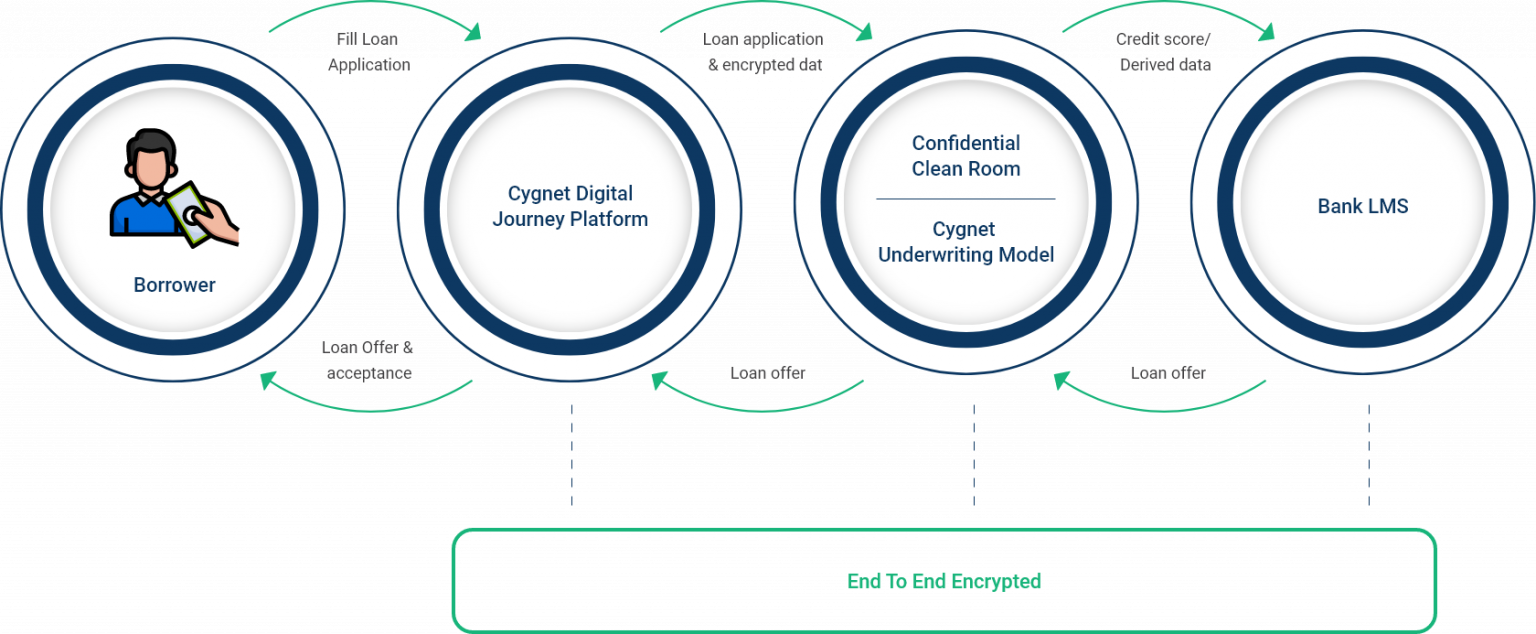 Fill Loan
Application
Loan application
& encrypted dat
Credit score/
Derived data
Borrower
Cygnet Digital
Journey Platform
Confidential
Clean Room
Cygnet
Underwriting Model
Bank LMS
Loan Offer &
acceptance
Loan offer
Loan offer
End To End Encrypted